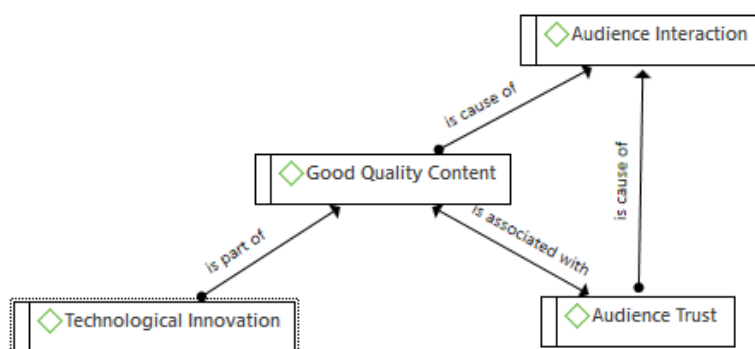 Audience Interaction
is cause of
Good Quality Content
is cause of
is associated with
is part of
Technological Innovation
Audience Trust